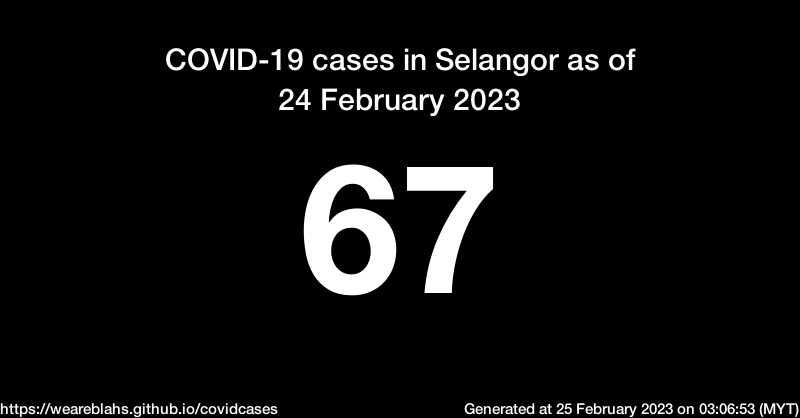 COVID-19 cases in Selangor as of
24 February 2023
67
https://weareblahs.github.io/covidcases
Generated at 25 February 2023 on 03:06:53 (MYT)